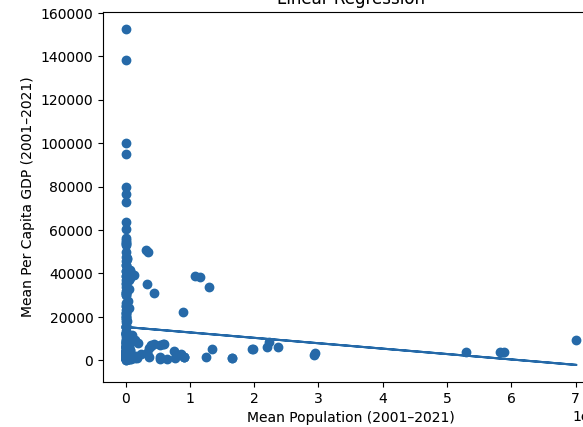 Linear Regression
160000
140000
120000
100000
80000
60000
40000
20000
0
Mean Per Capita GDP (2001–2021)
0 1 2 3 4 5 6 7
Mean Population (2001–2021)